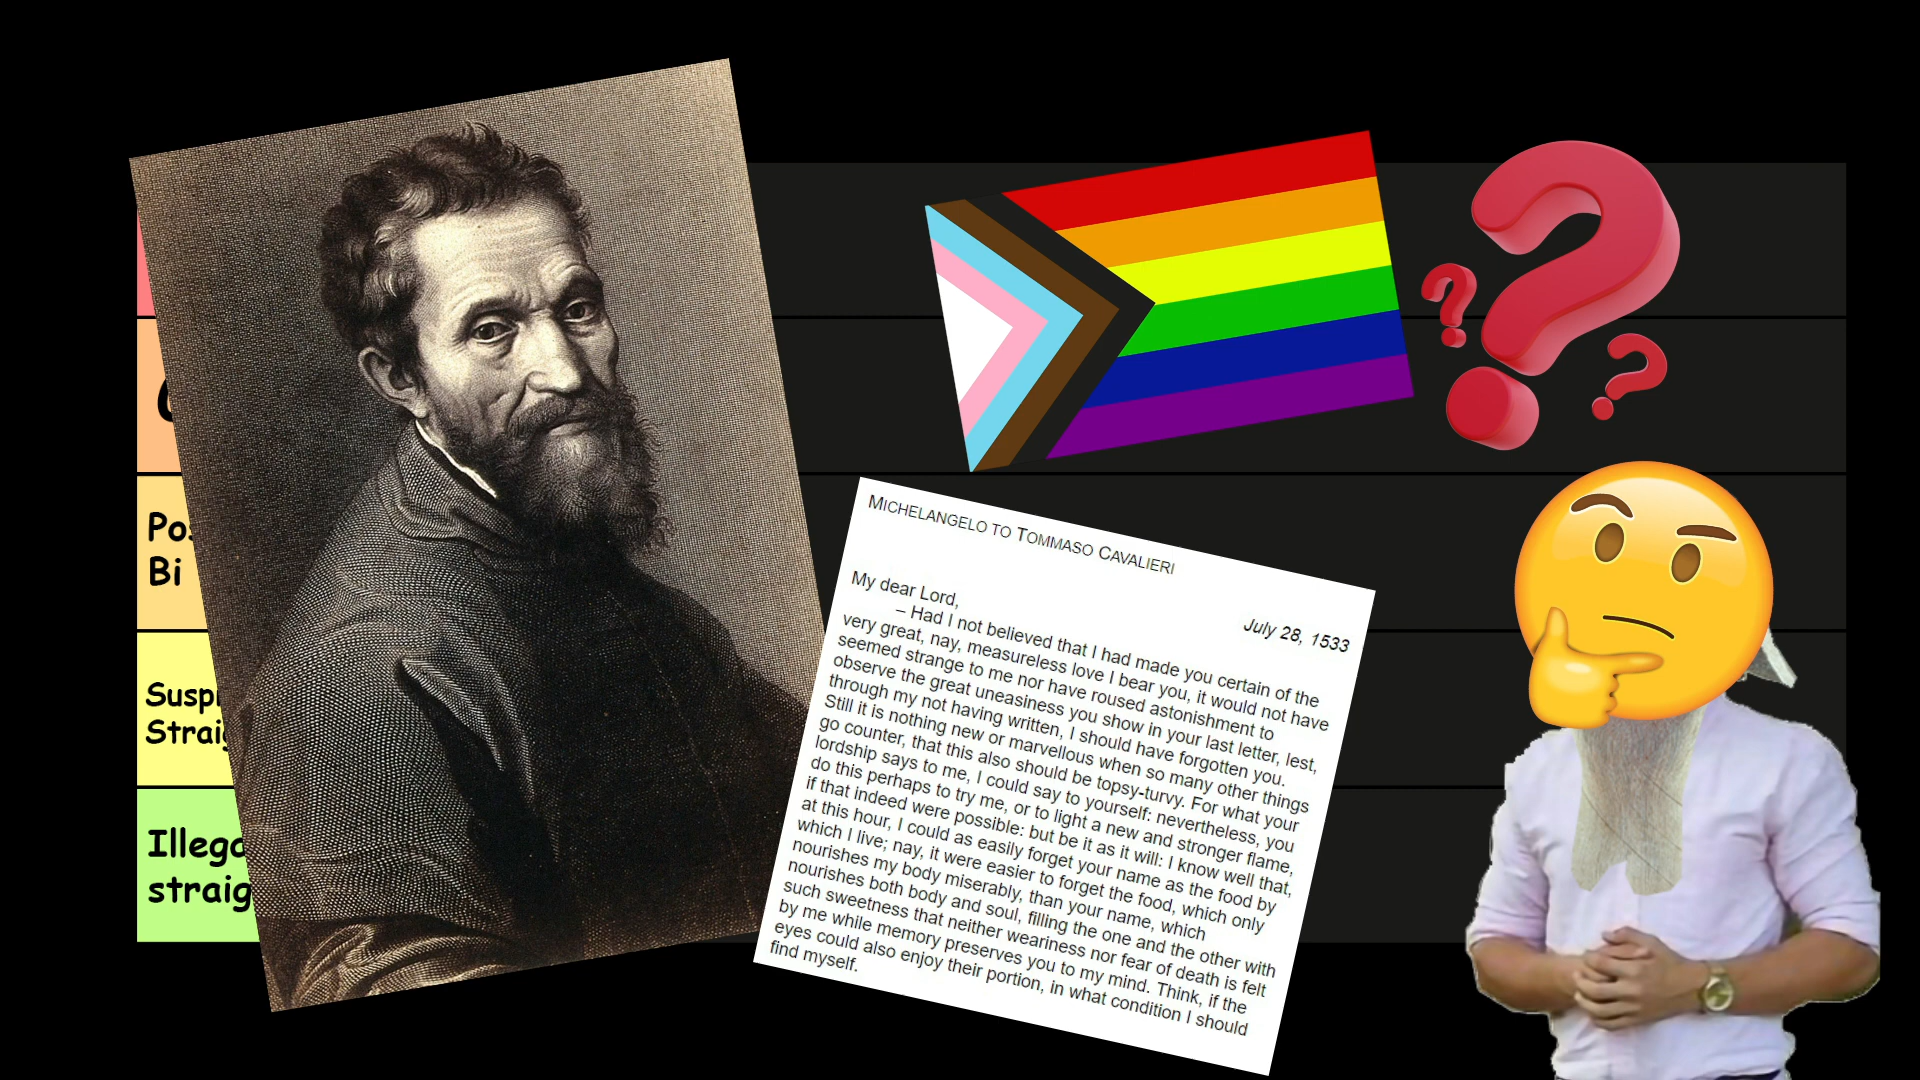 Bi
MICHELANGELO TO TOMMASO CAVALIERI
July 28, 1533
My dear Lord,
– Had I not believed that I had made you certain of the
very great, nay, measureless love I bear you, it would not have
seemed strange to me nor have roused astonishment to
observe the great uneasiness you show in your last letter, lest,
through my not having written, I should have forgotten you.
Still it is nothing new or marvellous when so many other things
go counter, that this also should be topsy-turvy. For what your
lordship says to me, I could say to yourself: nevertheless, you
do this perhaps to try me, or to light a new and stronger flame,
if that indeed were possible: but be it as it will: I know well that,
at this hour, I could as easily forget your name as the food by
which I live; nay, it were easier to forget the food, which only
nourishes my body miserably, than your name, which
nourishes both body and soul, filling the one and the other with
such sweetness that neither weariness nor fear of death is felt
by me while memory preserves you to my mind. Think, if the
eyes could also enjoy their portion, in what condition I should
find myself.